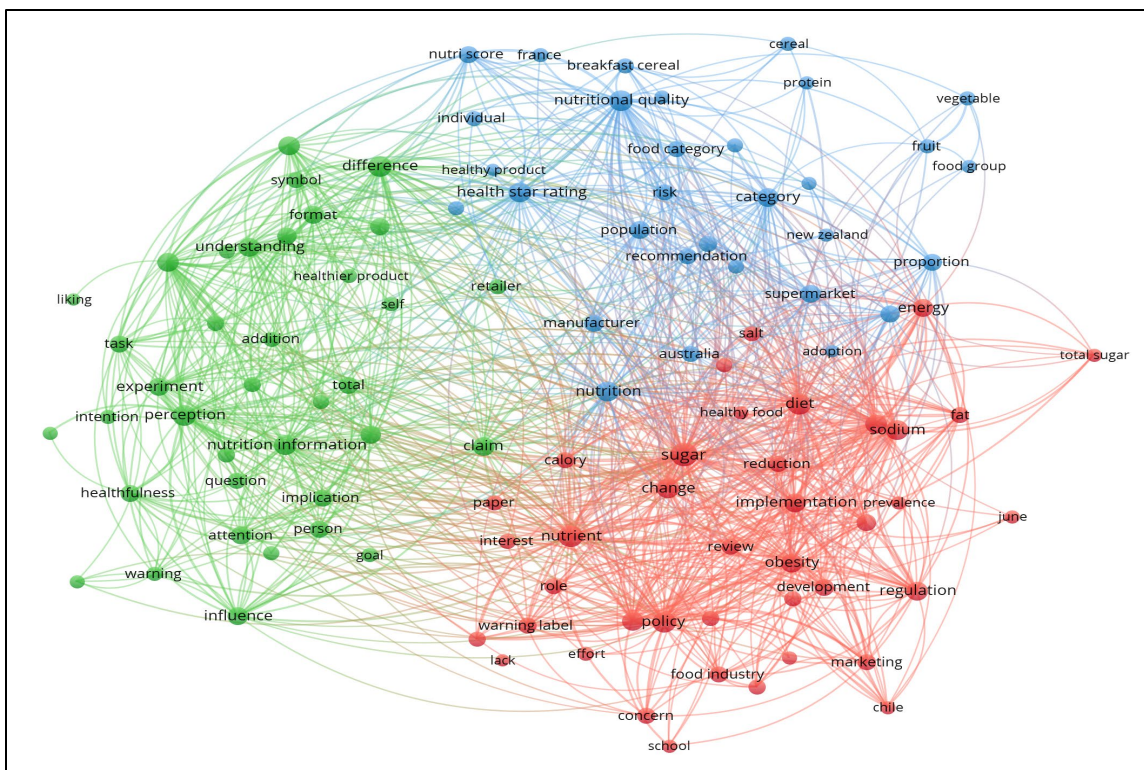 cereal
nutri score
france
breakfast cereal
protein
nutritional quality
vegetable
individual
fruit
food category
difference
healthy product
food group
symbol
health star rating
risk
category
format
population
new zealand
understanding
recommendation
proportion
healthier product
retailer
supermarket
liking
self
energy
manufacturer
salt
task
addition
australia
adoption
total sugar
experiment
total
nutrition
diet
intention
perception
healthy food
fat
sodium
nutrition information
claim
sugar
calory
reduction
question
change
healthfulness
implication
paper
implementation
prevalence
june
attention
person
interest
nutrient
review
goal
obesity
warning
role
development
regulation
influence
warning label
policy
lack
effort
marketing
food industry
chile
concern
school